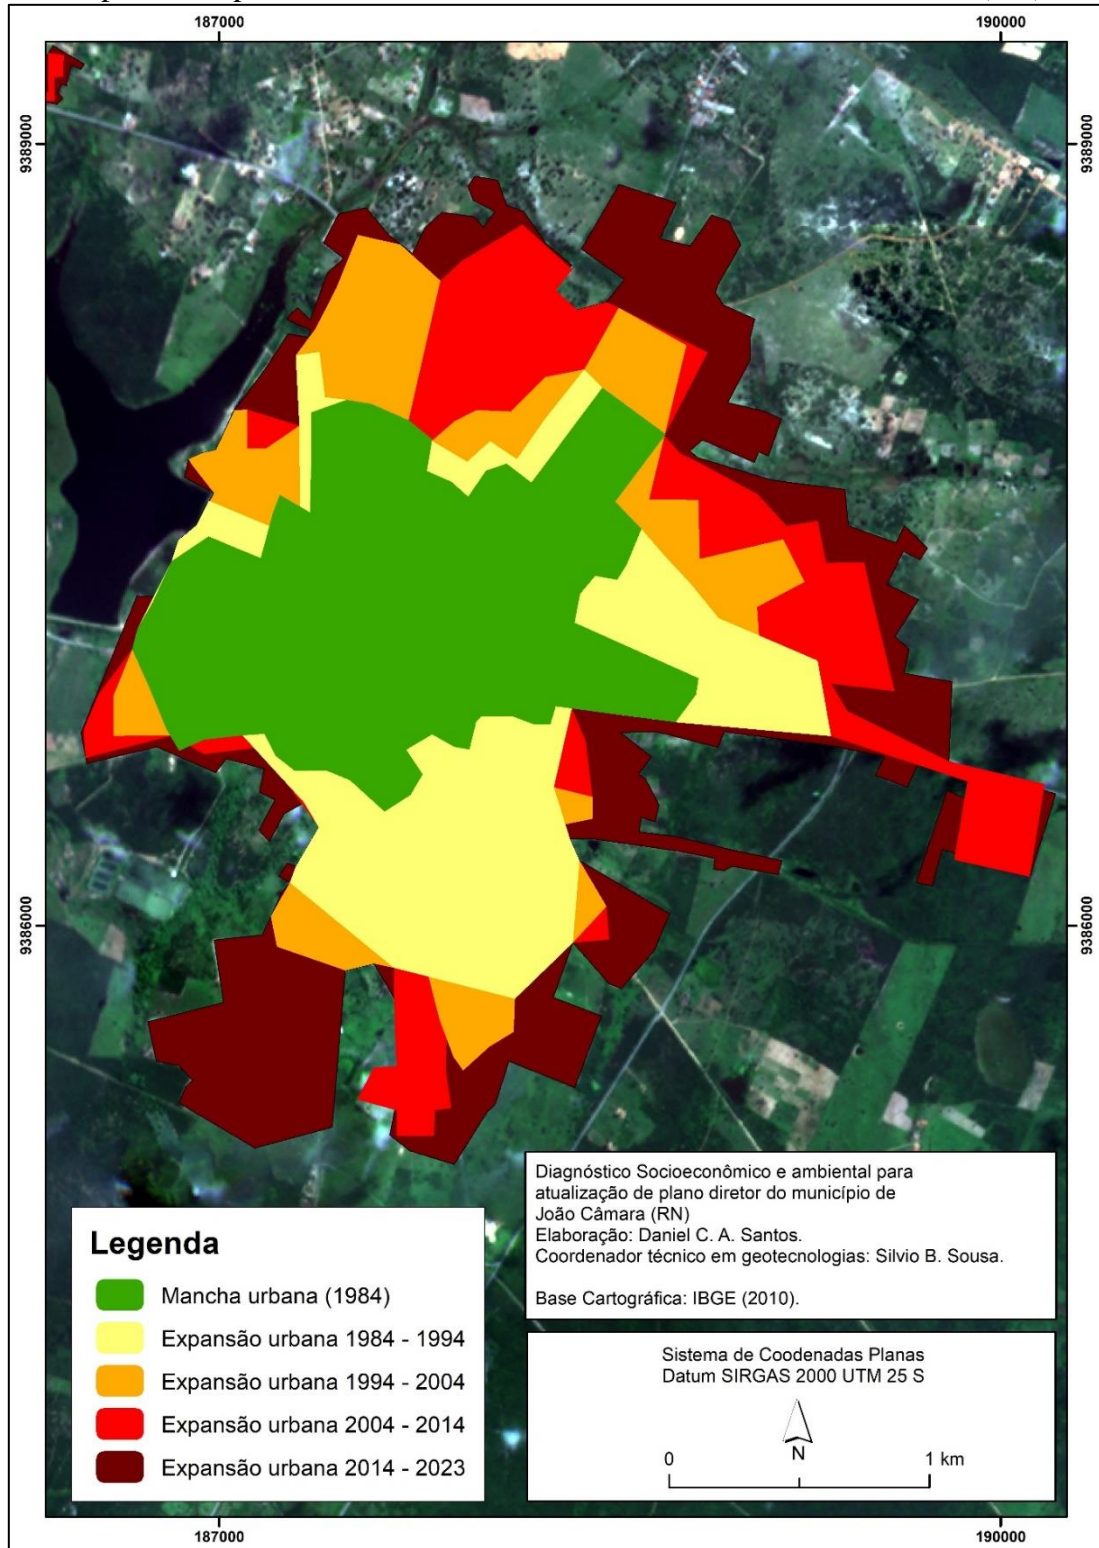 187000
190000
9389000
9389000
9386000
9386000
Diagnóstico Socioeconômico e ambiental para
atualização de plano diretor do município de
João Câmara (RN)
Elaboração: Daniel C. A. Santos.
Coordenador técnico em geotecnologias: Silvio B. Sousa.
Base Cartográfica: IBGE (2010).
Legenda
Mancha urbana (1984)
Expansão urbana 1984 - 1994
Expansão urbana 1994 - 2004
Expansão urbana 2004 - 2014
Expansão urbana 2014 - 2023
Sistema de Coodenadas Planas
Datum SIRGAS 2000 UTM 25 S
N
0 1 km
187000
190000